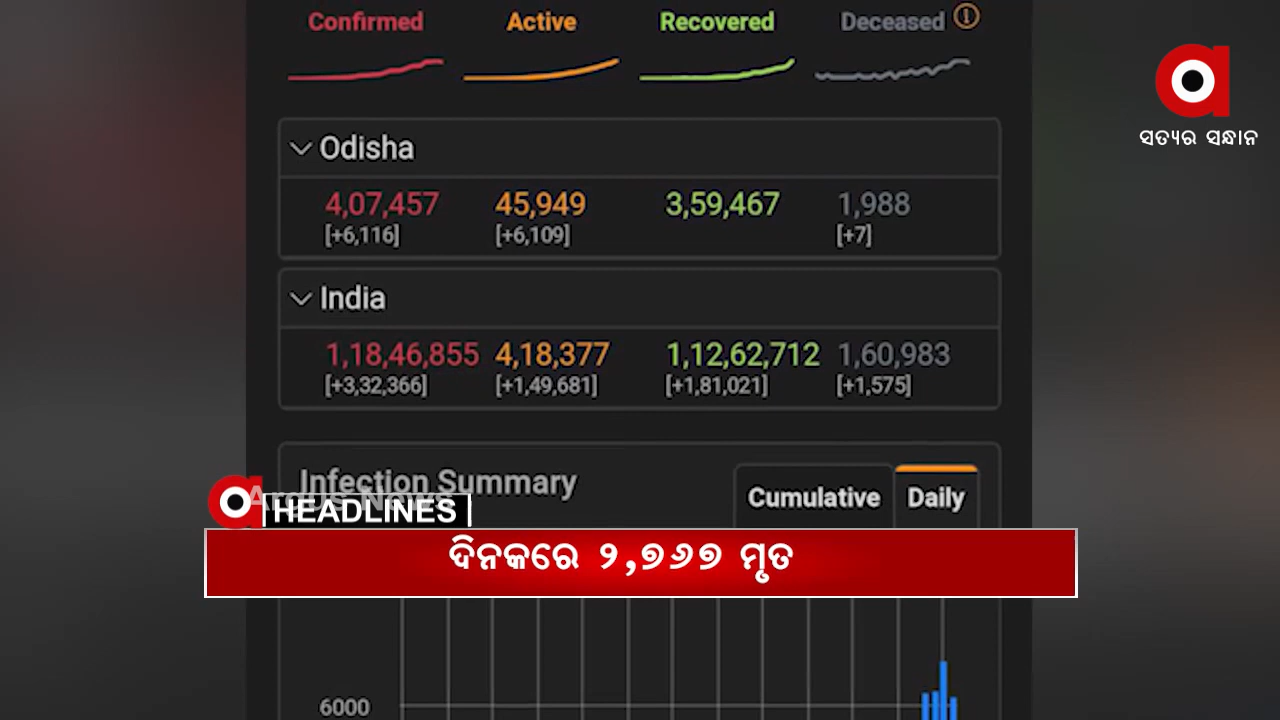 Confirmed Active Recovered Deceased
ସତ୍ୟର ସନ୍ଧାନ
Odisha
4,07,457 45,949 3,59,467 1,988
[+6,116] [+6,109] [+7]
India
1,18,46,855 4,18,377 1,12,62,712 1,60,983
[+3,32,366] [+1,49,681] [+1,81,021] [+1,575]
Infection Summary
Cumulative Daily
Argus News
HEADLINES
ଦିନକରେ ୨,୭୬୭ ମୃତ
6000